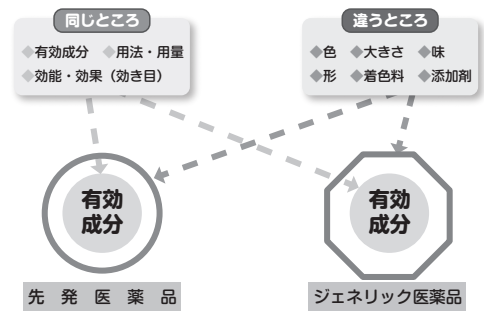 同じところ
◆有効成分 ◆用法・用量
◆効能・効果（効き目）
違うところ
◆色 ◆大きさ ◆味
◆形 ◆着色料 ◆添加剤
有効
成分
有効
成分
先発医薬品
ジェネリック医薬品